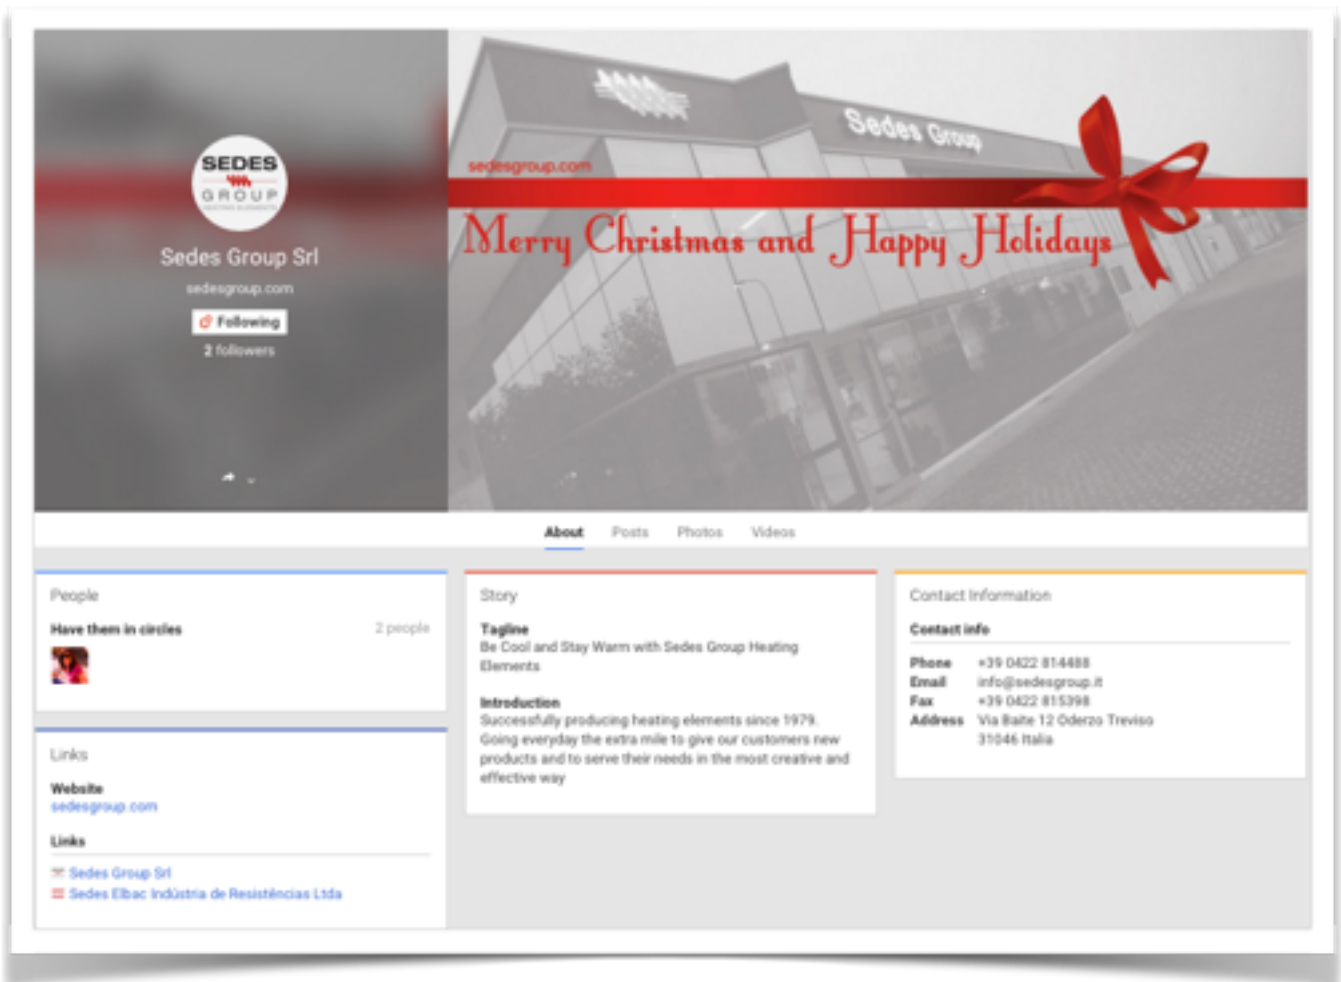 SEDES
GROUP
HEATING ELEMENTS
Sedes Group Srl
sedesgroup.com
Following
2 followers
Sedes Group
sedesgroup.com
Merry Christmas and Happy Holidays
About Posts Photos Videos
People
Have them in circles 2 people
Links
Website
sedesgroup.com
Links
Sedes Group Srl
Sedes Elbac Indústria de Resistências Ltda
Story
Tagline
Be Cool and Stay Warm with Sedes Group Heating
Elements
Introduction
Successfully producing heating elements since 1979.
Going everyday the extra mile to give our customers new
products and to serve their needs in the most creative and
effective way
Contact Information
Contact info
Phone +39 0422 814488
Email info@sedesgroup.it
Fax +39 0422 815398
Address Via Baite 12 Oderzo Treviso
31046 Italia